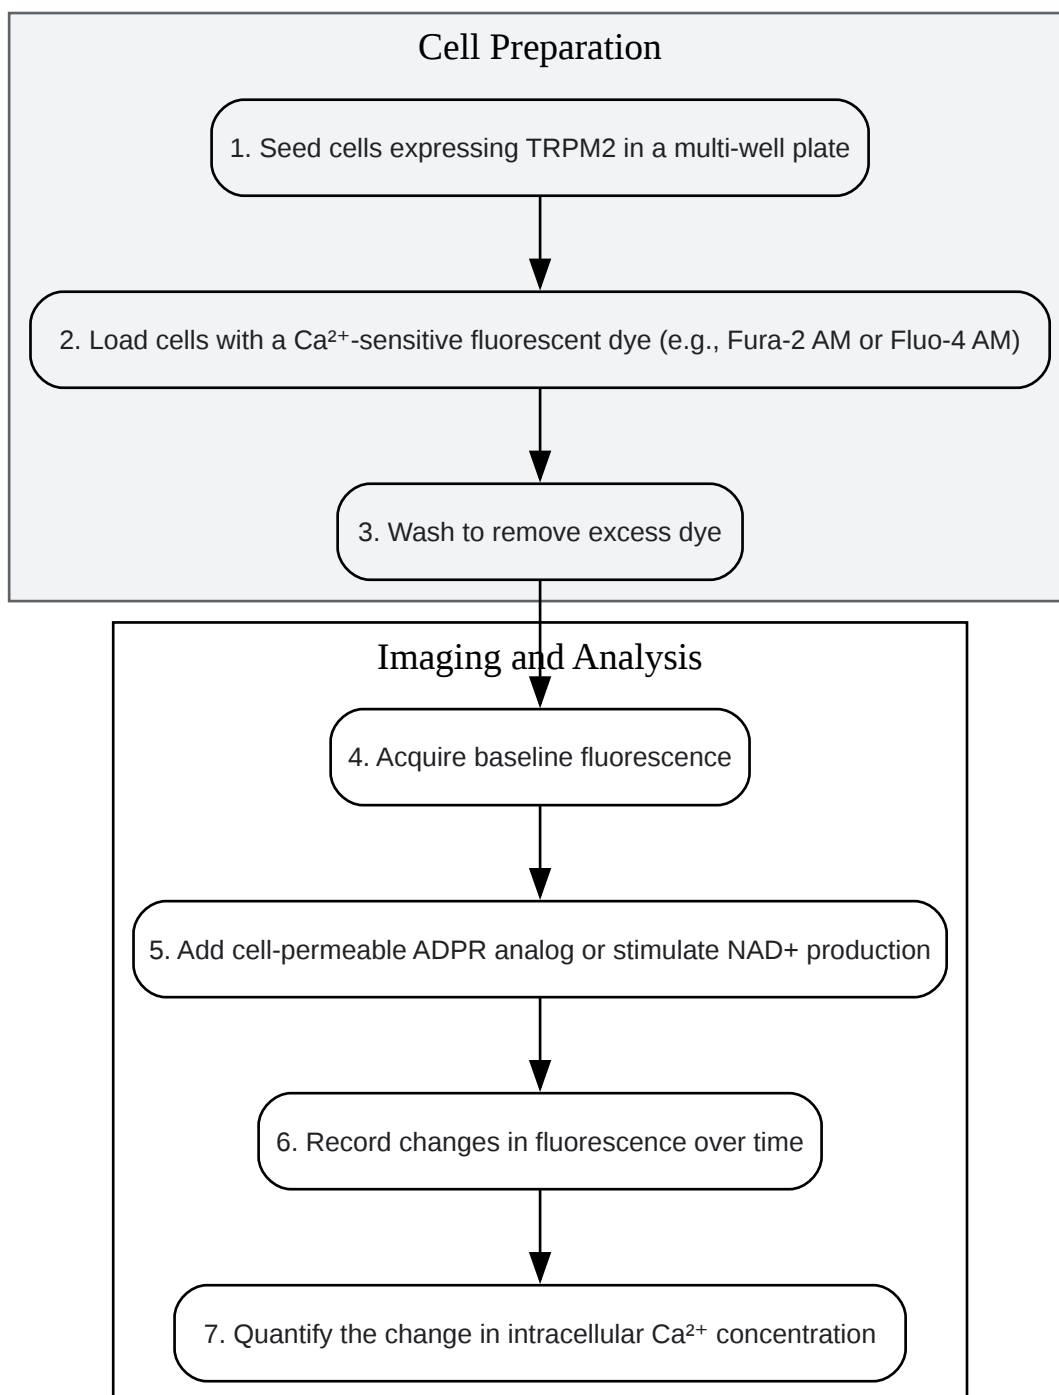 Cell Preparation
1. Seed cells expressing TRPM2 in a multi-well plate
2. Load cells with a Ca²⁺-sensitive fluorescent dye (e.g., Fura-2 AM or Fluo-4 AM)
3. Wash to remove excess dye
Imaging and Analysis
4. Acquire baseline fluorescence
5. Add cell-permeable ADPR analog or stimulate NAD+ production
6. Record changes in fluorescence over time
7. Quantify the change in intracellular Ca²⁺ concentration